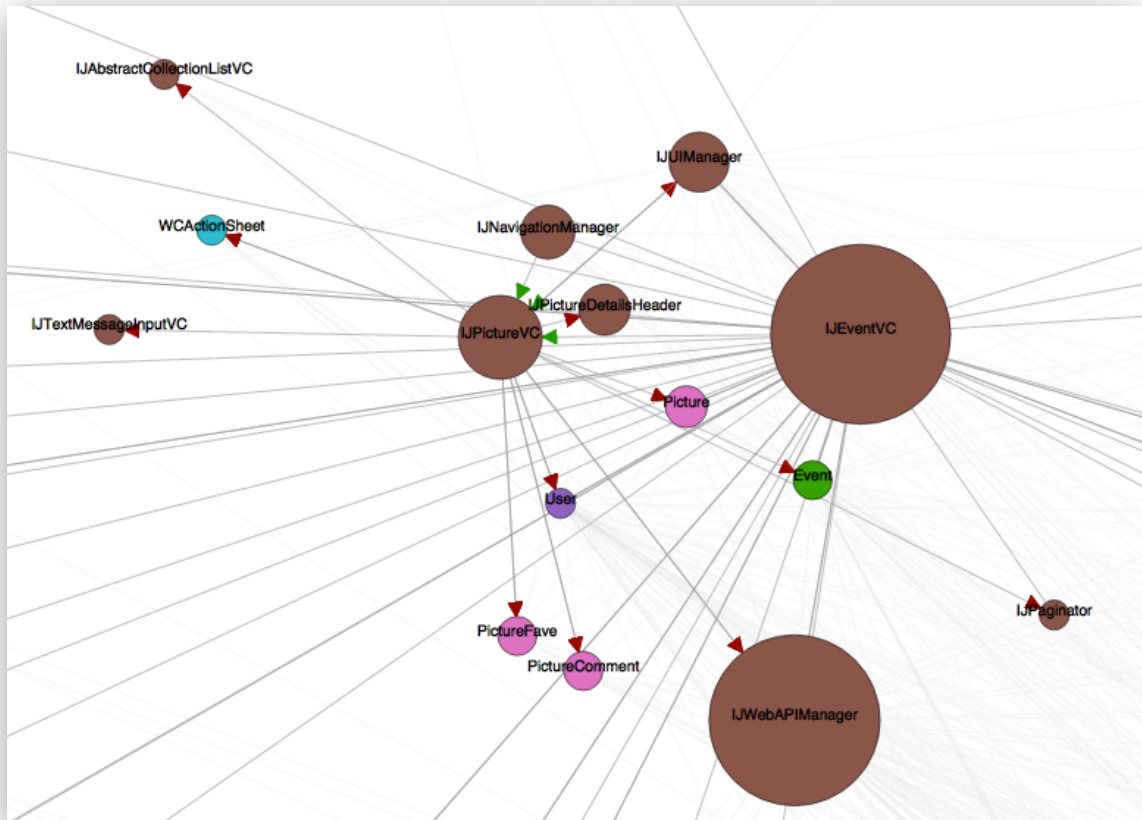 IJAbstractCollectionListVC
IJUIManager
WCActionSheet
IJNavigationManager
IJPictureDetailsHeader
IJTextMessageInputVC
IJPictureVC
IJEventVC
Picture
Event
User
IJPaginator
PictureFave
PictureComment
IJWebAPIManager